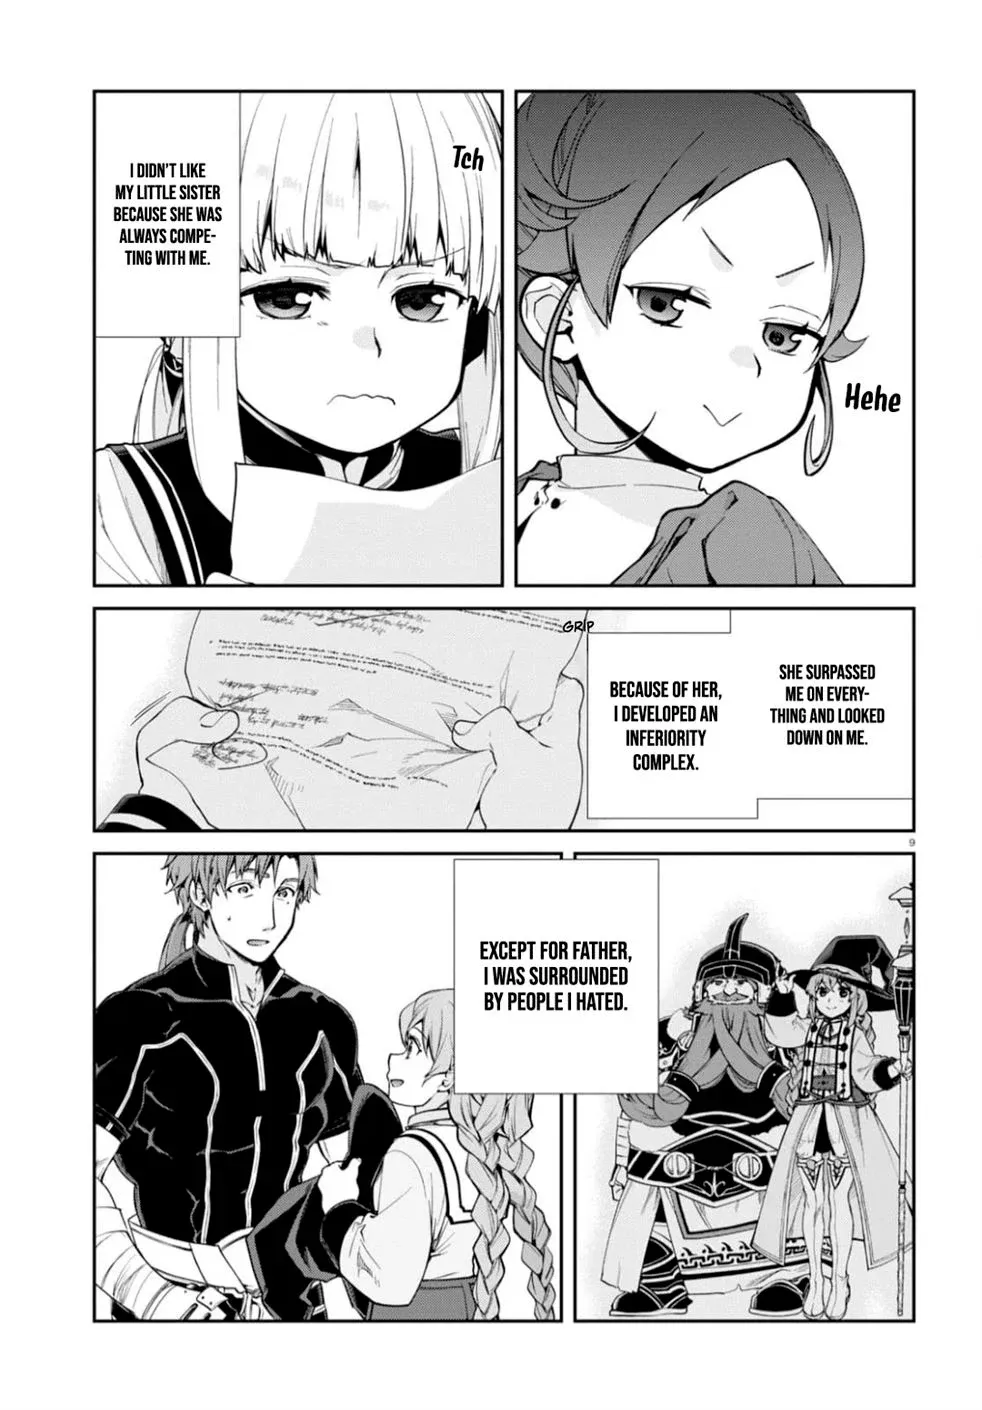 Hehe
Tch
I DIDN'T LIKE
MY LITTLE SISTER
BECAUSE SHE WAS
ALWAYS COMPE-
TING WITH ME.
SHE SURPASSED
ME ON EVERY-
THING AND LOOKED
DOWN ON ME.
BECAUSE OF HER,
I DEVELOPED AN
INFERIORITY
COMPLEX.
GRIP
9
EXCEPT FOR FATHER,
I WAS SURROUNDED
BY PEOPLE I HATED.